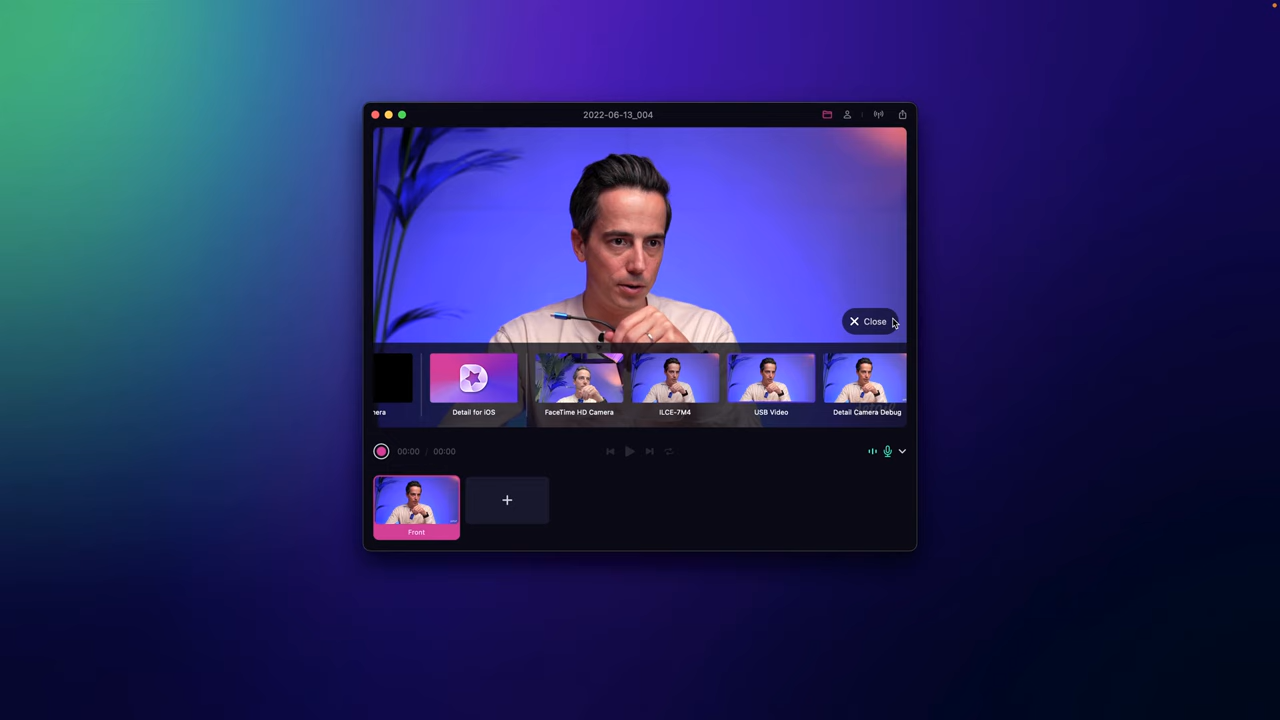 2022-06-13_004
Close
mera
Detail for iOS
FaceTime HD Camera
ILCE-7M4
USB Video
Detail Camera Debug
00:00 / 00:00
Front